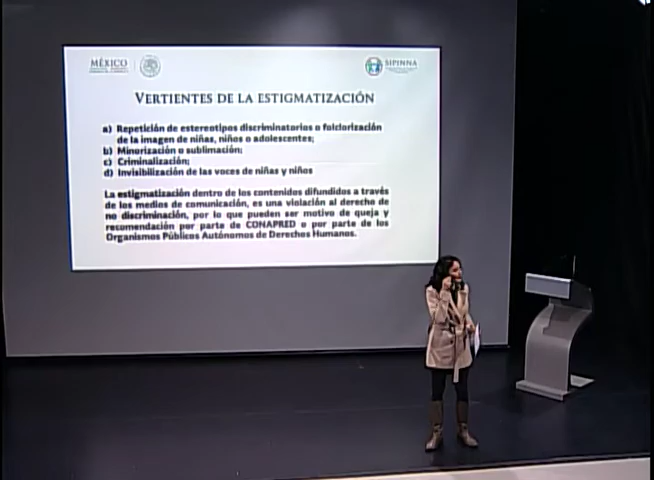 MÉXICO
SIPINNA
VERTIENTES DE LA ESTIGMATIZACIÓN
a) Repetición de estereotipos discriminatorios o folclorización
de la imagen de niñas, niños o adolescentes;
b) Minorización o sublimación;
c) Criminalización;
d) Invisibilización de las voces de niñas y niños
La estigmatización dentro de los contenidos difundidos a través
de los medios de comunicación, es una violación al derecho de
no discriminación, por lo que pueden ser motivo de queja y
recomendación por parte de CONAPRED o por parte de los
Organismos Públicos Autónomos de Derechos Humanos.